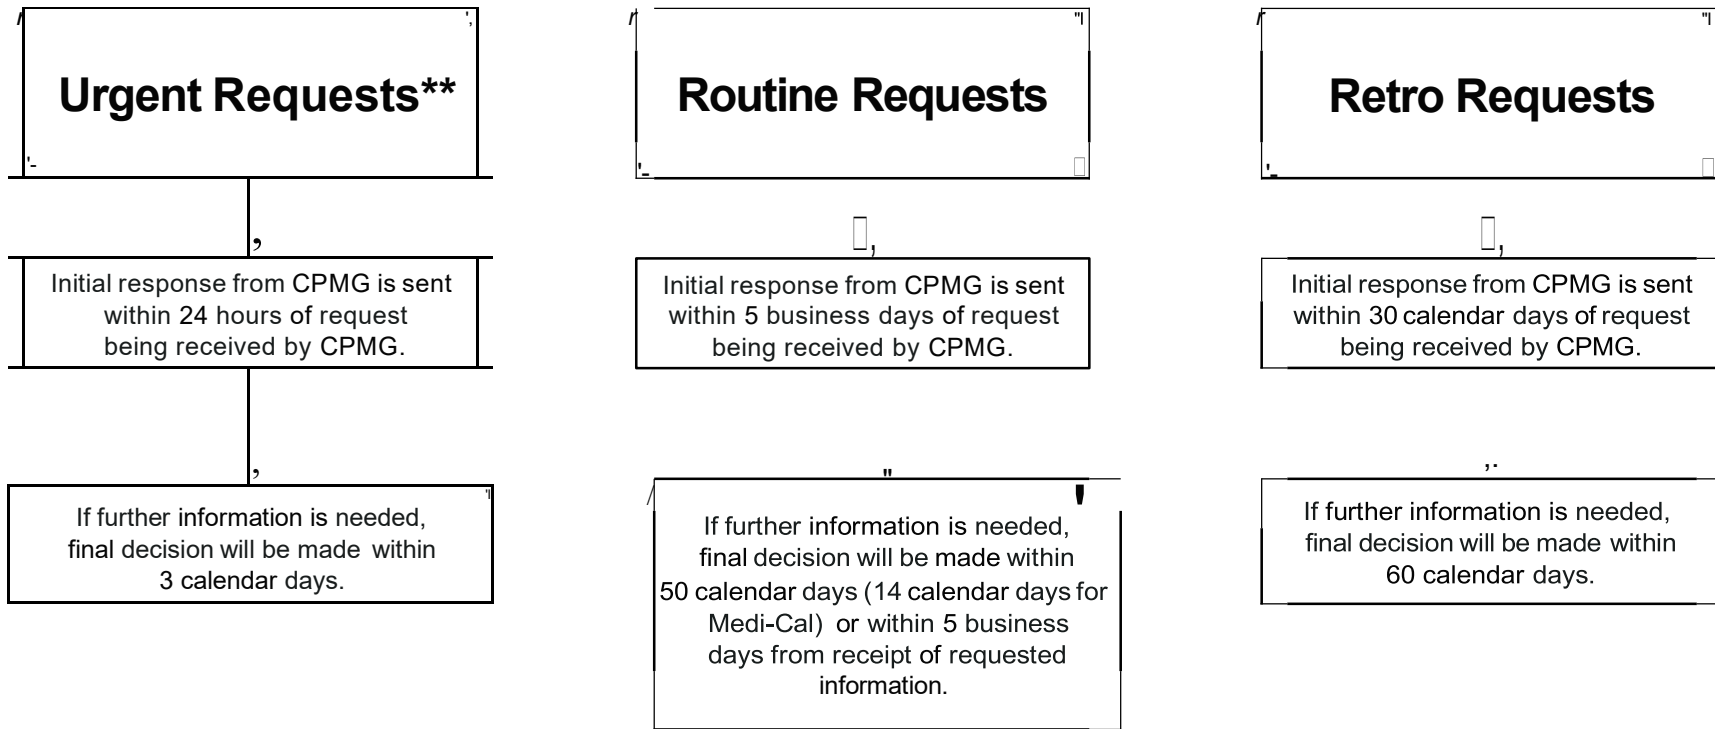 Urgent Requests**
Initial response from CPMG is sent
within 24 hours of request
being received by CPMG.
If further information is needed,
final decision will be made within
3 calendar days.
Routine Requests
Initial response from CPMG is sent
within 5 business days of request
being received by CPMG.
If further information is needed,
final decision will be made within
50 calendar days (14 calendar days for
Medi-Cal) or within 5 business
days from receipt of requested
information.
Retro Requests
Initial response from CPMG is sent
within 30 calendar days of request
being received by CPMG.
If further information is needed,
final decision will be made within
60 calendar days.